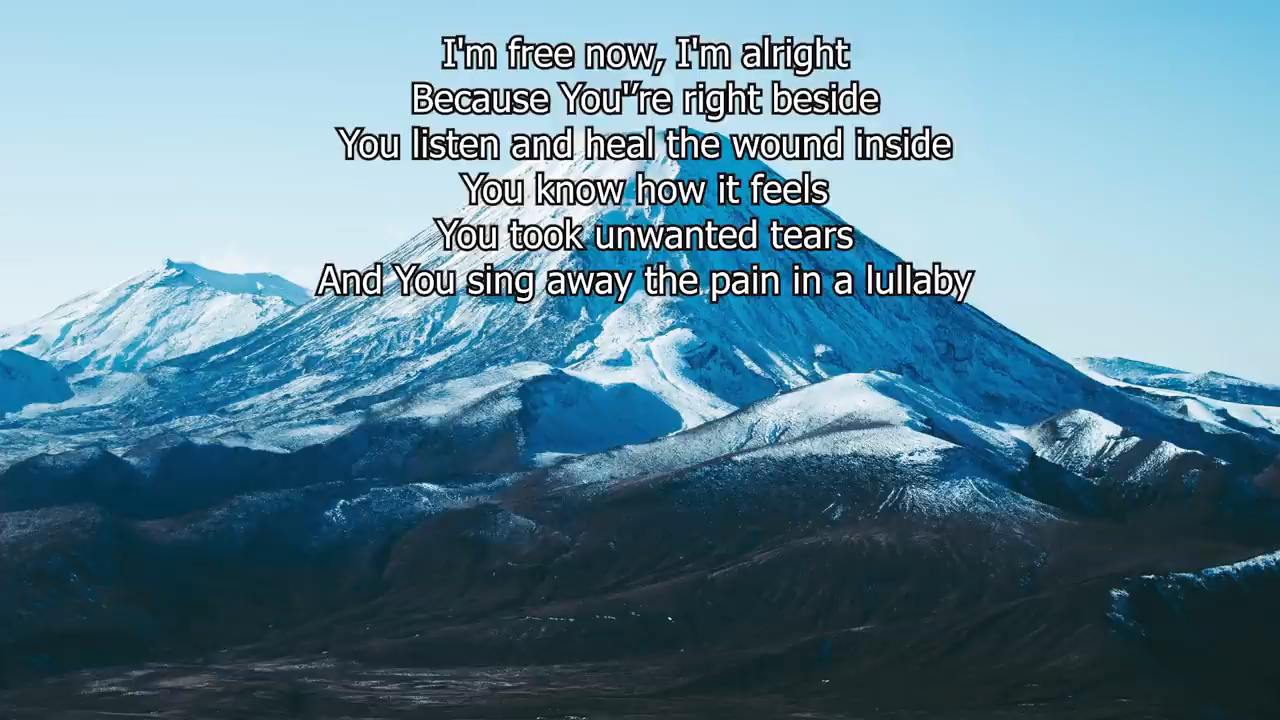 I'm free now, I'm alright
Because You"re right beside
You listen and heal the wound inside
You know how it feels
You took unwanted tears
And You sing away the pain in a lullaby